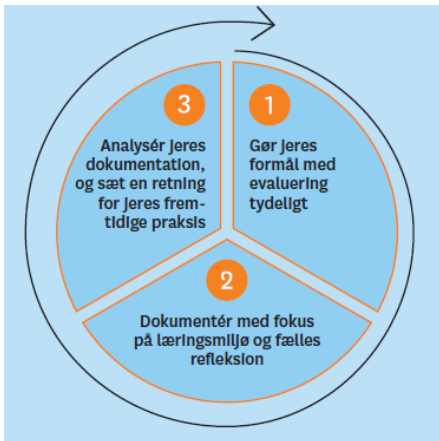 1
Gør jeres
formål med
evaluering
tydeligt
2
Dokumentér med fokus
på læringsmiljø og fælles
refleksion
3
Analysér jeres
dokumentation,
og sæt en retning
for jeres frem-
tidige praksis